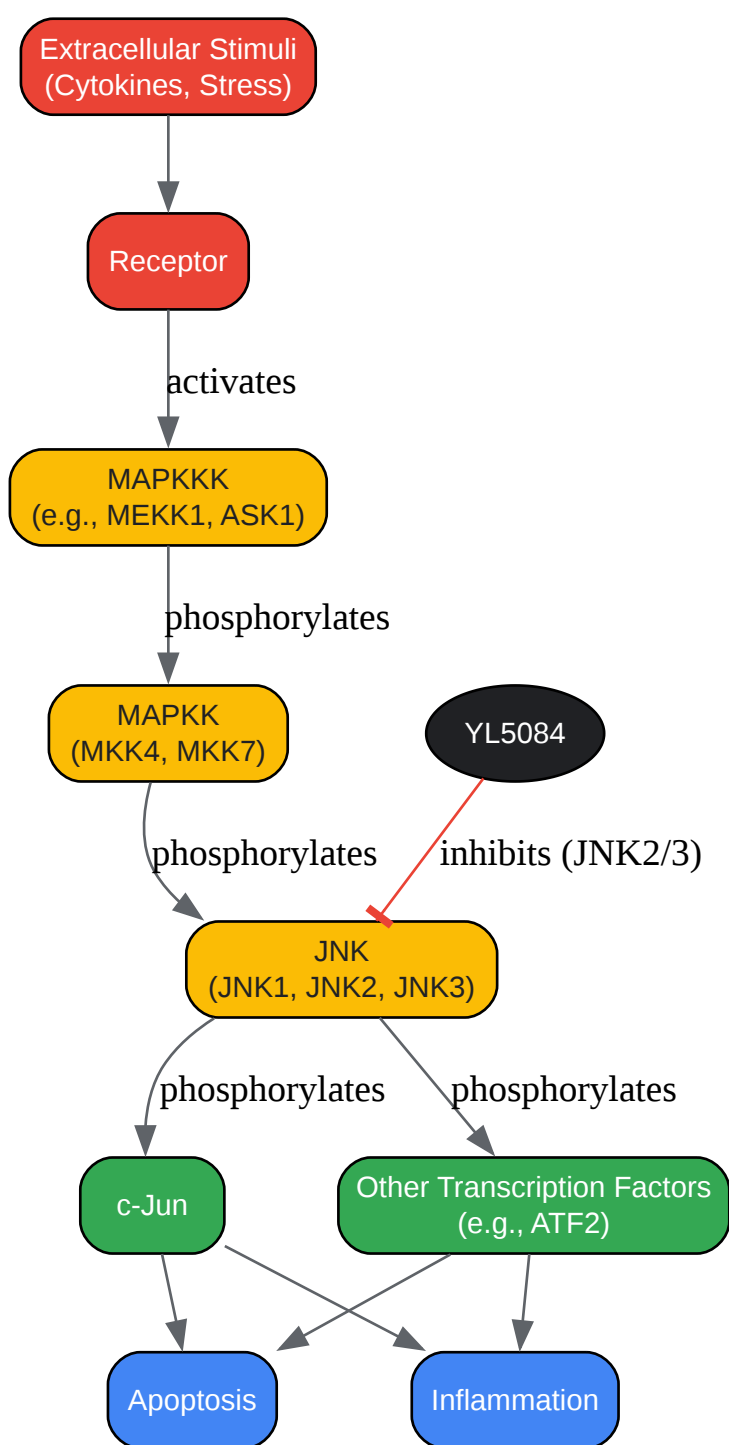 Extracellular Stimuli
(Cytokines, Stress)
Receptor
activates
MAPKKK
(e.g., MEKK1, ASK1)
phosphorylates
MAPKK
(MKK4, MKK7)
YL5084
phosphorylates
inhibits (JNK2/3)
JNK
(JNK1, JNK2, JNK3)
phosphorylates
phosphorylates
c-Jun
Other Transcription Factors
(e.g., ATF2)
Apoptosis
Inflammation